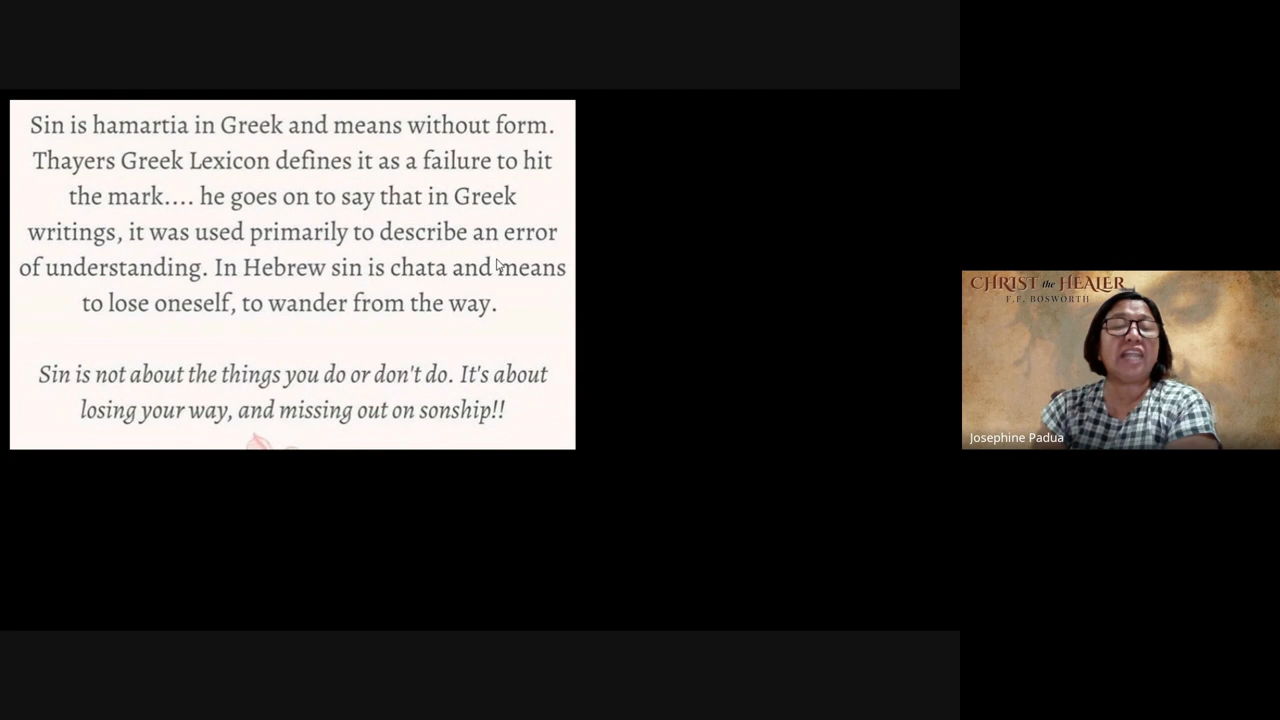 Sin is hamartia in Greek and means without form.
Thayers Greek Lexicon defines it as a failure to hit
the mark.... he goes on to say that in Greek
writings, it was used primarily to describe an error
of understanding. In Hebrew sin is chata and means
to lose oneself, to wander from the way.
Sin is not about the things you do or don't do. It's about
losing your way, and missing out on sonship!!
CHRIST the HEALER
F.F. BOSWORTH
Josephine Padua